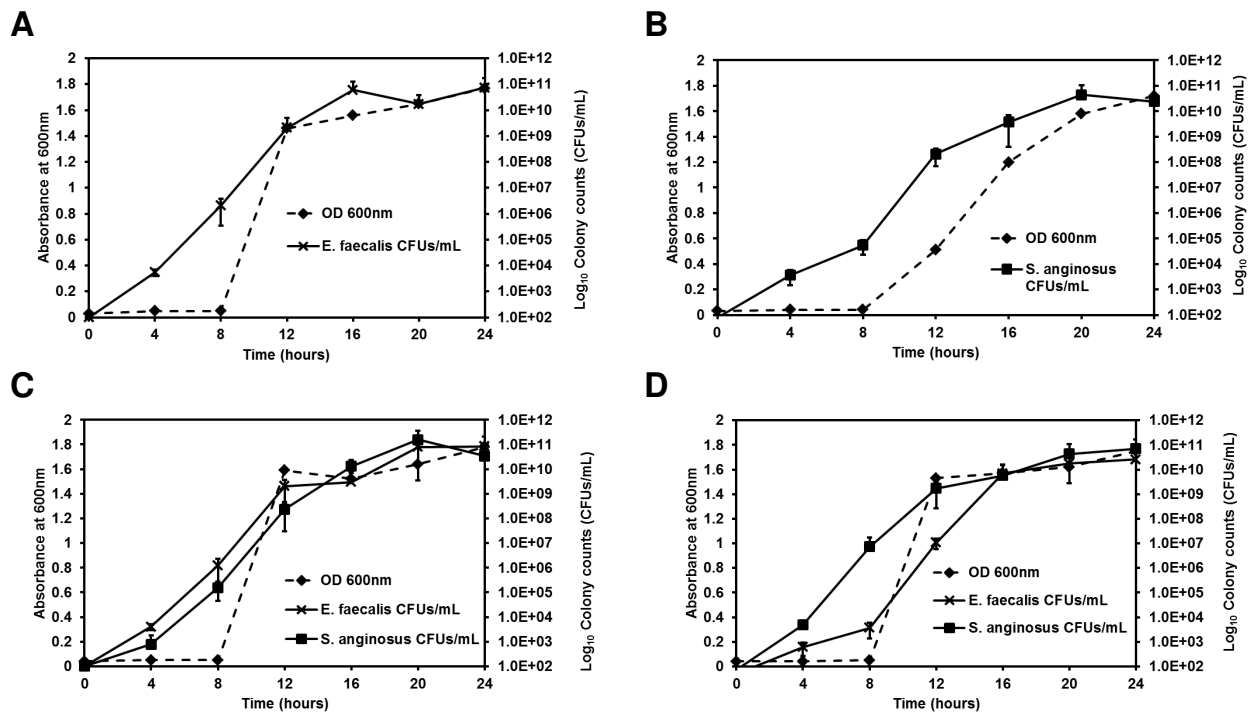 A
2
1.8
1.6
1.4
1.2
1
0.8
0.6
0.4
0.2
0
Absorbance at 600nm
1.0E+12
1.0E+11
1.0E+10
1.0E+09
1.0E+08
1.0E+07
1.0E+06
1.0E+05
1.0E+04
1.0E+03
1.0E+02
Log₁₀ Colony counts (CFUs/mL)
OD 600nm
E. faecalis CFUs/mL
0 4 8 12 16 20 24
Time (hours)
B
2
1.8
1.6
1.4
1.2
1
0.8
0.6
0.4
0.2
0
Absorbance at 600nm
1.0E+12
1.0E+11
1.0E+10
1.0E+09
1.0E+08
1.0E+07
1.0E+06
1.0E+05
1.0E+04
1.0E+03
1.0E+02
Log₁₀ Colony counts (CFUs/mL)
OD 600nm
S. anginosus
CFUs/mL
0 4 8 12 16 20 24
Time (hours)
C
2
1.8
1.6
1.4
1.2
1
0.8
0.6
0.4
0.2
0
Absorbance at 600nm
1.0E+12
1.0E+11
1.0E+10
1.0E+09
1.0E+08
1.0E+07
1.0E+06
1.0E+05
1.0E+04
1.0E+03
1.0E+02
Log₁₀ Colony counts (CFUs/mL)
OD 600nm
E. faecalis CFUs/mL
S. anginosus CFUs/mL
0 4 8 12 16 20 24
Time (hours)
D
2
1.8
1.6
1.4
1.2
1
0.8
0.6
0.4
0.2
0
Absorbance at 600nm
1.0E+12
1.0E+11
1.0E+10
1.0E+09
1.0E+08
1.0E+07
1.0E+06
1.0E+05
1.0E+04
1.0E+03
1.0E+02
Log₁₀ Colony counts (CFUs/mL)
OD 600nm
E. faecalis CFUs/mL
S. anginosus CFUs/mL
0 4 8 12 16 20 24
Time (hours)